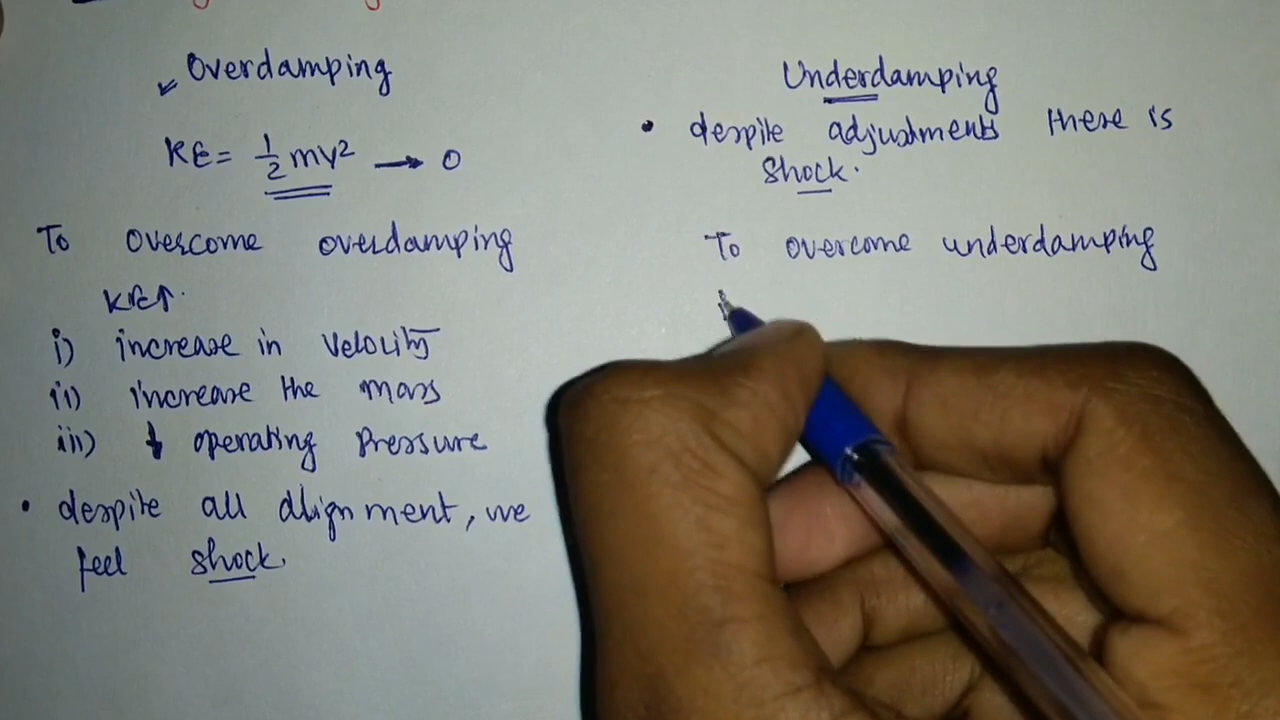 Overdamping
KE = 1/2 mv² → 0
To overcome overdamping
KE↑.
i) increase in velocity
ii) increase the mass
iii) ↓ operating pressure
• despite all alignment, we
feel shock.
Underdamping
• despite adjustments there is
shock.
To overcome underdamping